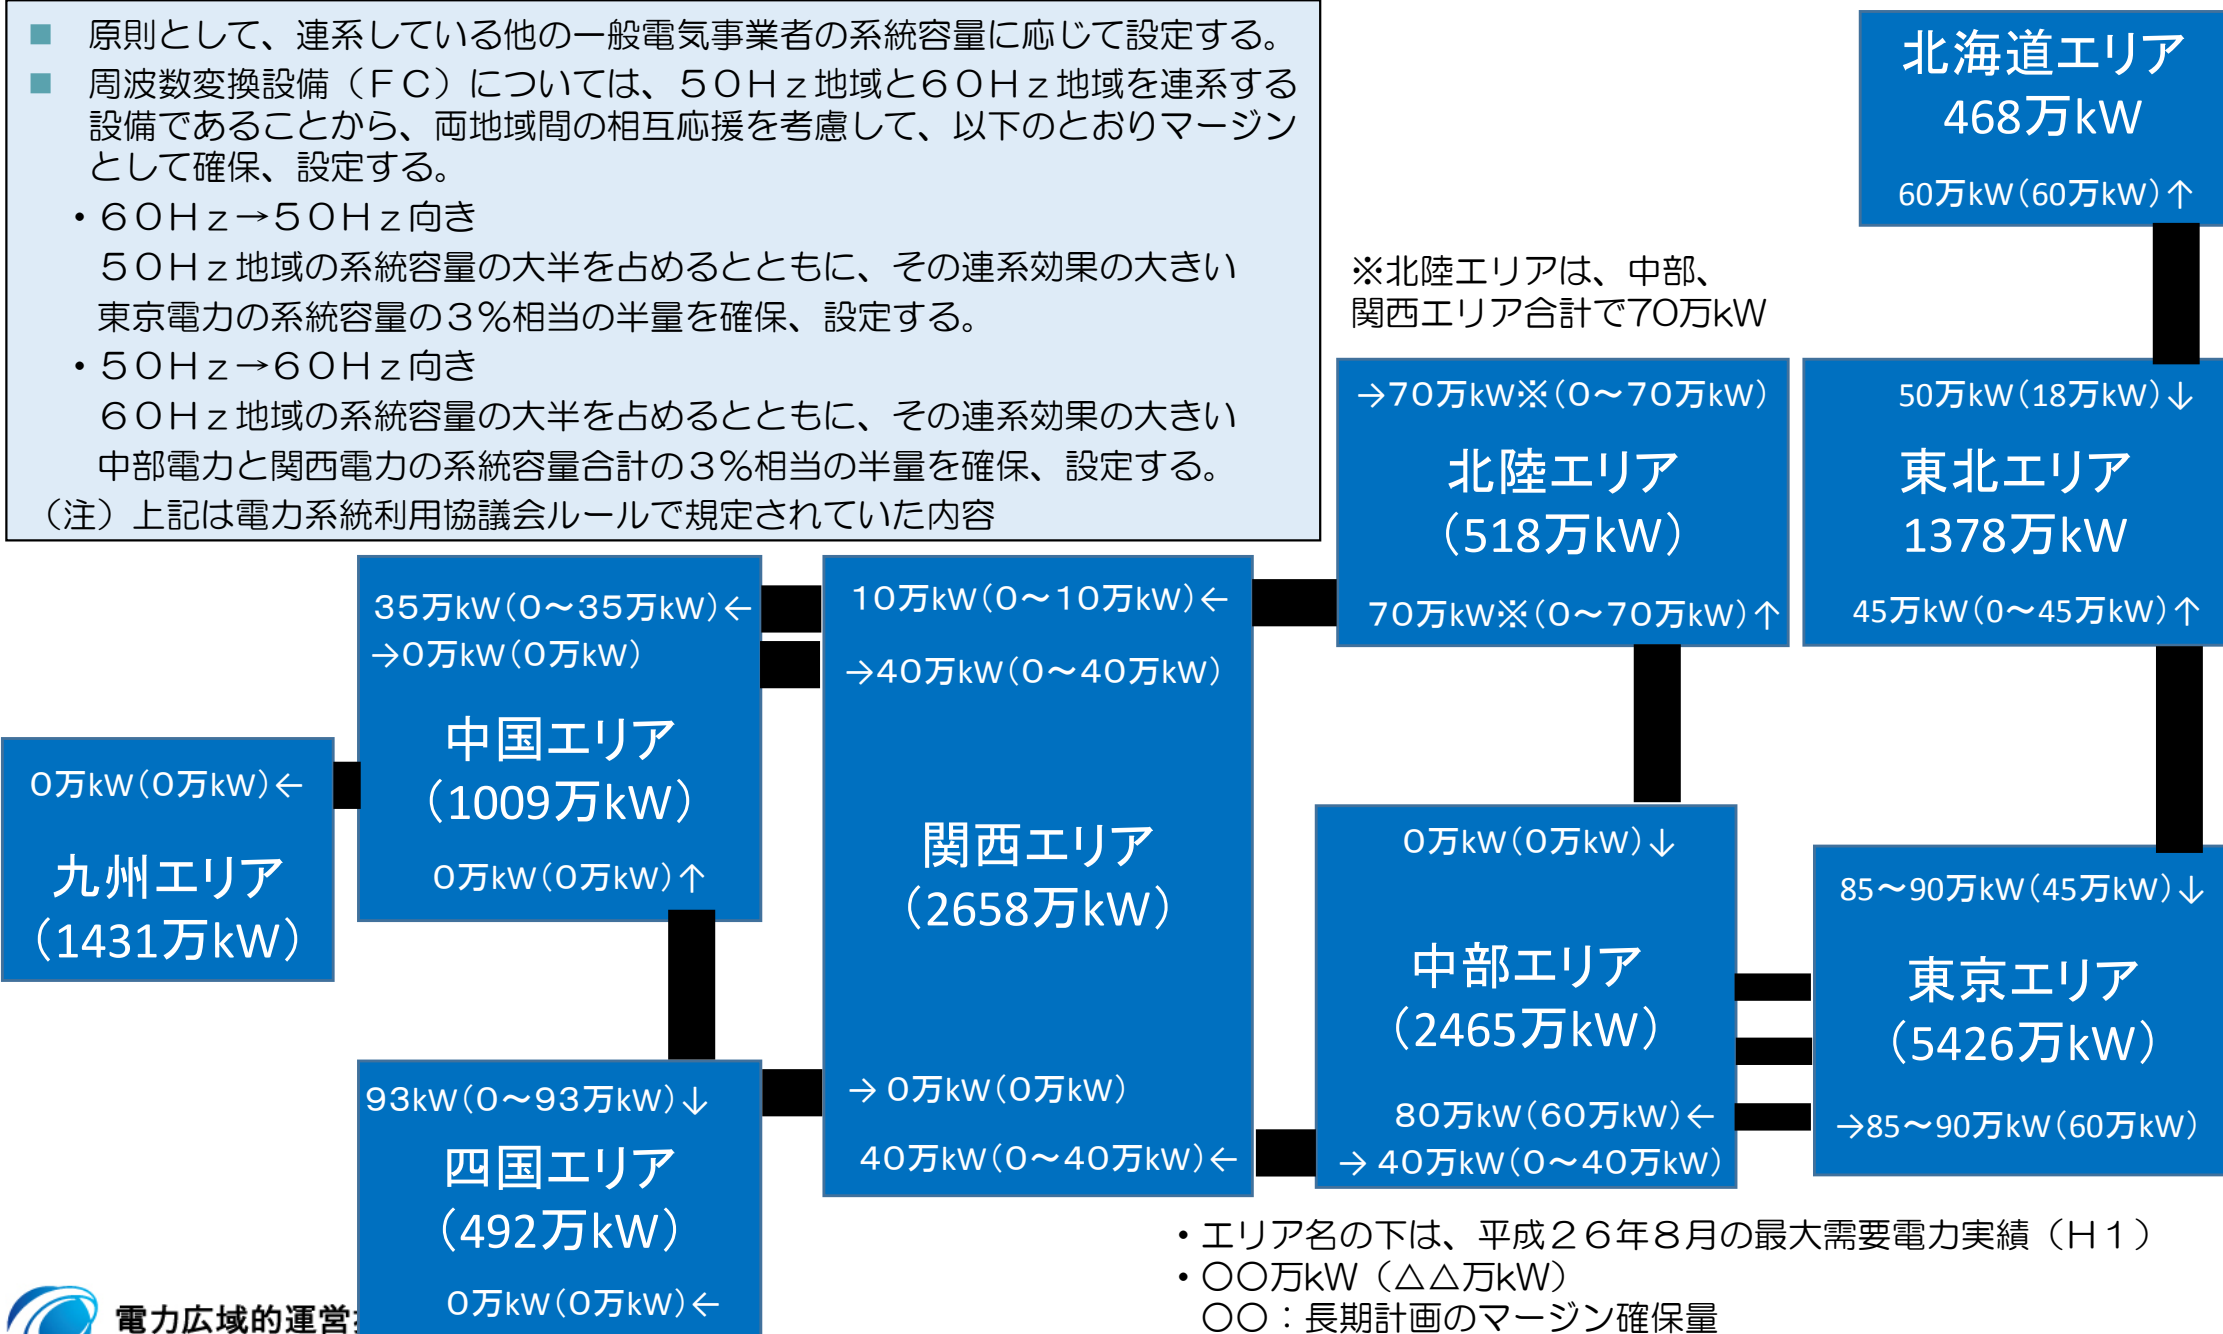 ■ 原則として、連系している他の一般電気事業者の系統容量に応じて設定する。
■ 周波数変換設備（ＦＣ）については、５０Ｈｚ地域と６０Ｈｚ地域を連系する
設備であることから、両地域間の相互応援を考慮して、以下のとおりマージン
として確保、設定する。
・６０Ｈｚ→５０Ｈｚ向き
５０Ｈｚ地域の系統容量の大半を占めるとともに、その連系効果の大きい
東京電力の系統容量の３％相当の半量を確保、設定する。
・５０Ｈｚ→６０Ｈｚ向き
６０Ｈｚ地域の系統容量の大半を占めるとともに、その連系効果の大きい
中部電力と関西電力の系統容量合計の３％相当の半量を確保、設定する。
（注）上記は電力系統利用協議会ルールで規定されていた内容
北海道エリア
468万kW
60万kW(60万kW)↑
※北陸エリアは、中部、
関西エリア合計で70万kW
→70万kW※(0～70万kW)
北陸エリア
（518万kW）
70万kW※(0～70万kW)↑
50万kW(18万kW)↓
東北エリア
1378万kW
45万kW(0～45万kW)↑
35万kW(0～35万kW)←
→0万kW(0万kW)
中国エリア
（1009万kW）
0万kW(0万kW)↑
10万kW(0～10万kW)←
→40万kW(0～40万kW)
関西エリア
（2658万kW）
→ 0万kW(0万kW)
40万kW(0～40万kW)←
0万kW(0万kW)←
九州エリア
（1431万kW）
0万kW(0万kW)↓
中部エリア
（2465万kW）
80万kW(60万kW)←
→ 40万kW(0～40万kW)
85～90万kW(45万kW)↓
東京エリア
（5426万kW）
→85～90万kW(60万kW)
93kW(0～93万kW)↓
四国エリア
（492万kW）
0万kW(0万kW)←
・エリア名の下は、平成２６年８月の最大需要電力実績（Ｈ１）
・〇〇万kW（△△万kW）
〇〇：長期計画のマージン確保量
電力広域的運営